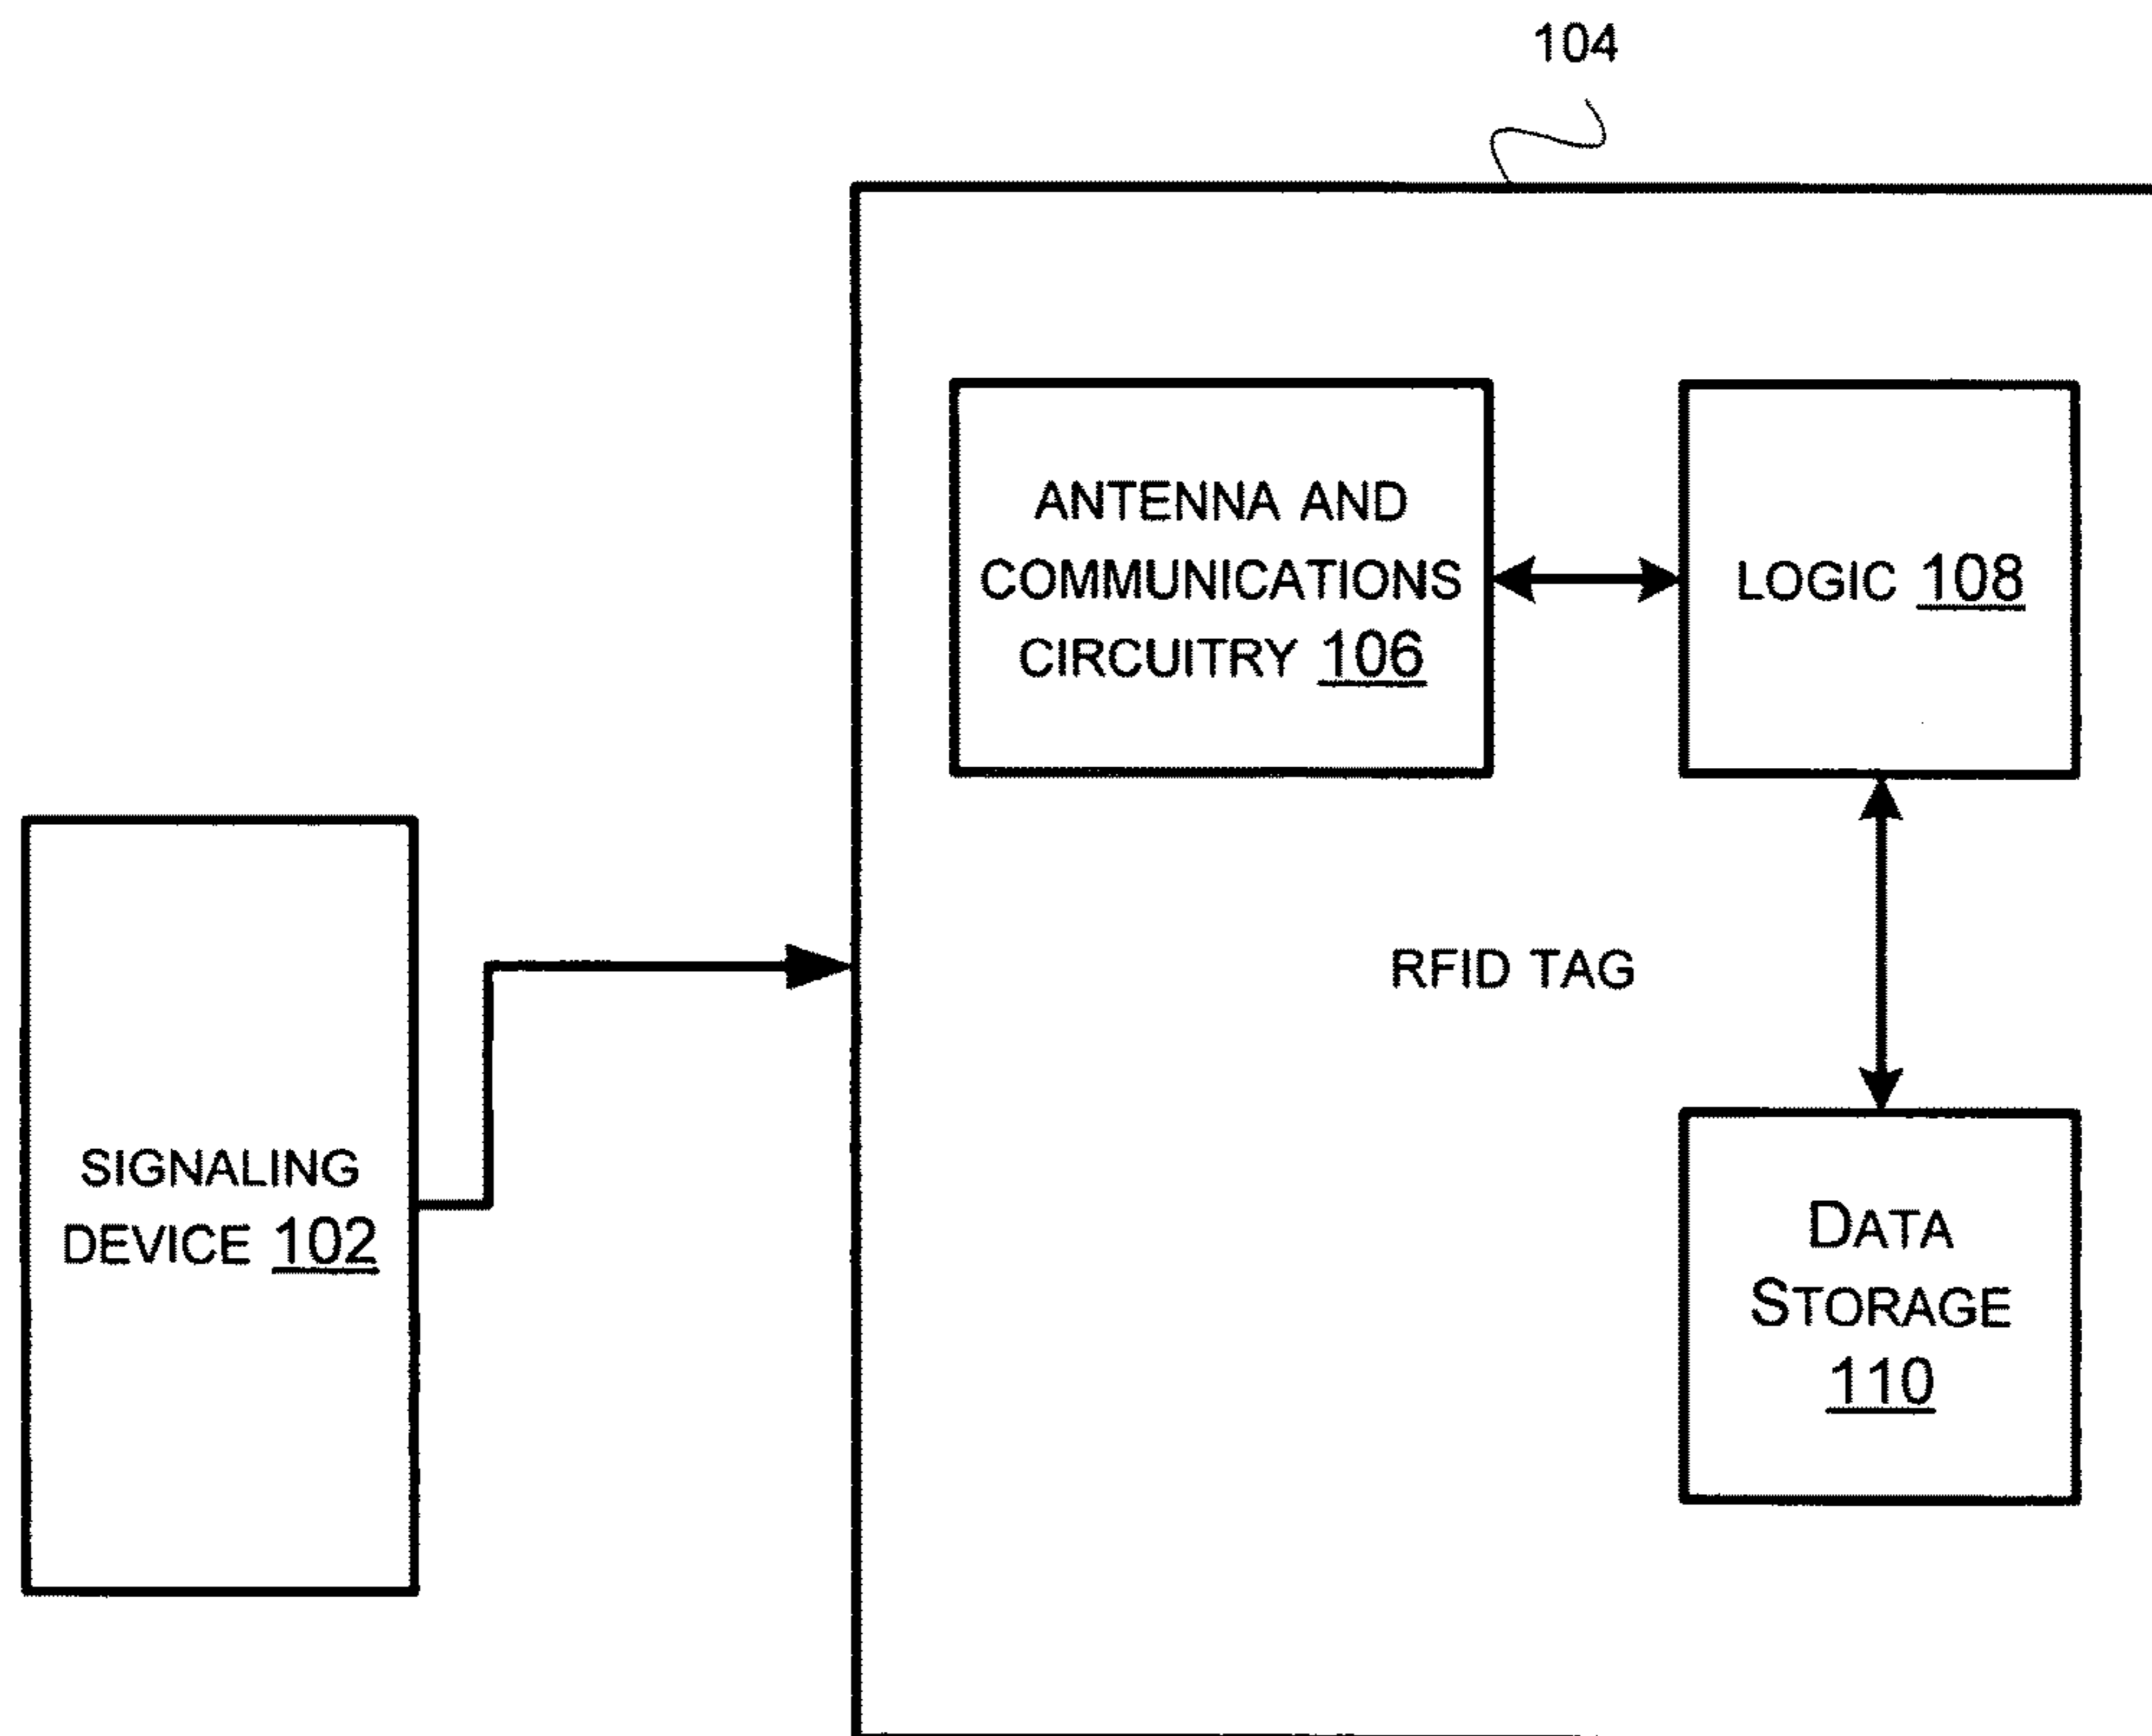 104
ANTENNA AND
COMMUNICATIONS
CIRCUITRY 106
LOGIC 108
RFID TAG
SIGNALING
DEVICE 102
DATA
STORAGE
110